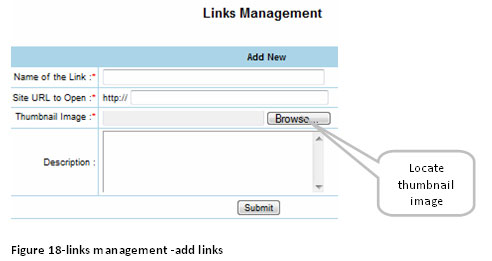 Links Management
Add New
Name of the Link :*
Site URL to Open :* http://
Thumbnail Image :* Browse...
Locate
thumbnail
image
Description :
Submit
Figure 18-links management -add links